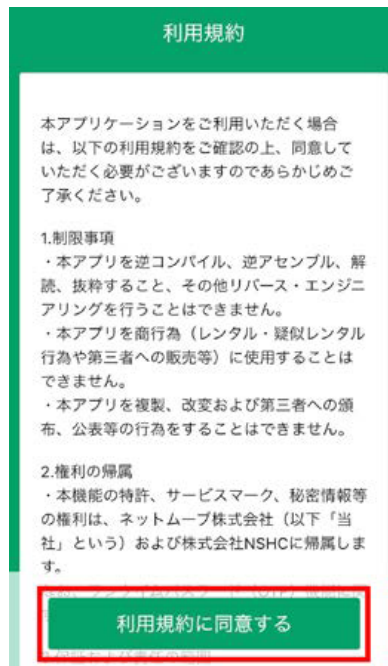 利用規約
本アプリケーションをご利用いただく場合
は、以下の利用規約をご確認の上、同意して
いただく必要がございますのであらかじめご
了承ください。
1.制限事項
・本アプリを逆コンパイル、逆アセンブル、解
読、抜粋すること、その他リバース・エンジニ
アリングを行うことはできません。
・本アプリを商行為（レンタル・疑似レンタル
行為や第三者への販売等）に使用することは
できません。
・本アプリを複製、改変および第三者への頒
布、公表等の行為をすることはできません。
2.権利の帰属
・本機能の特許、サービスマーク、秘密情報等
の権利は、ネットムーブ株式会社（以下「当
社」という）および株式会社NSHCに帰属しま
す。
利用規約に同意する